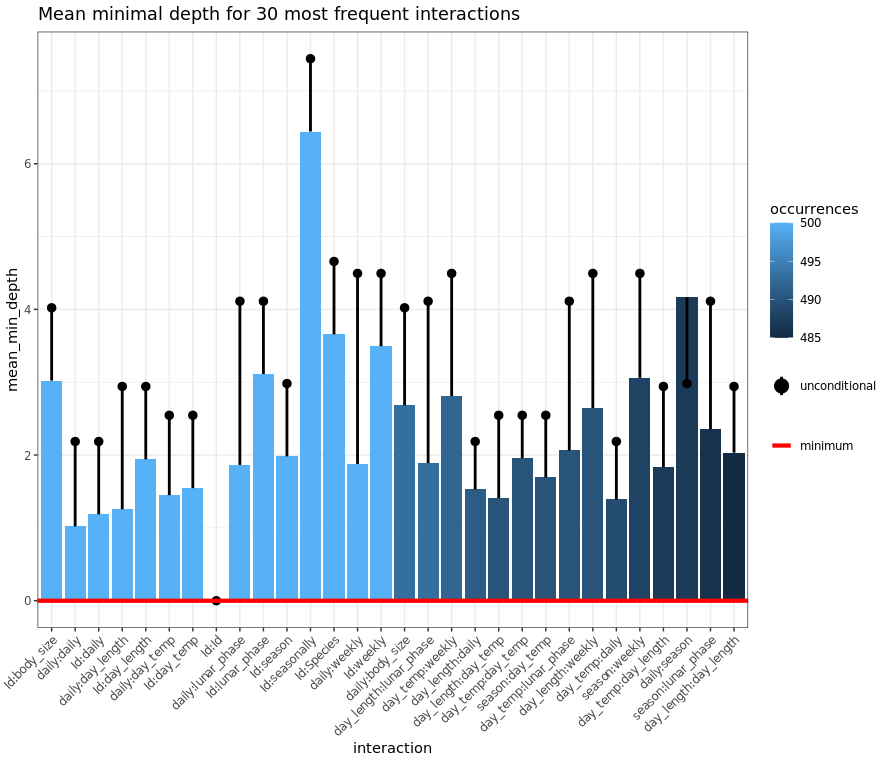 Mean minimal depth for 30 most frequent interactions
mean_min_depth
6
4
2
0
Id:body_size
daily:daily
Id:daily
daily:day_length
Id:day_length
daily:day_temp
Id:day_temp
Id:Id
daily:lunar_phase
Id:lunar_phase
Id:season
Id:seasonally
Id:Species
daily:weekly
Id:weekly
daily:body_size
day_length:lunar_phase
day_temp:weekly
day_length:daily
day_length:day_temp
day_temp:day_temp
season:day_temp
day_temp:lunar_phase
day_length:weekly
day_temp:daily
season:weekly
day_temp:day_length
daily:season
season:lunar_phase
day_length:day_length
interaction
occurrences
500
495
490
485
unconditional
minimum